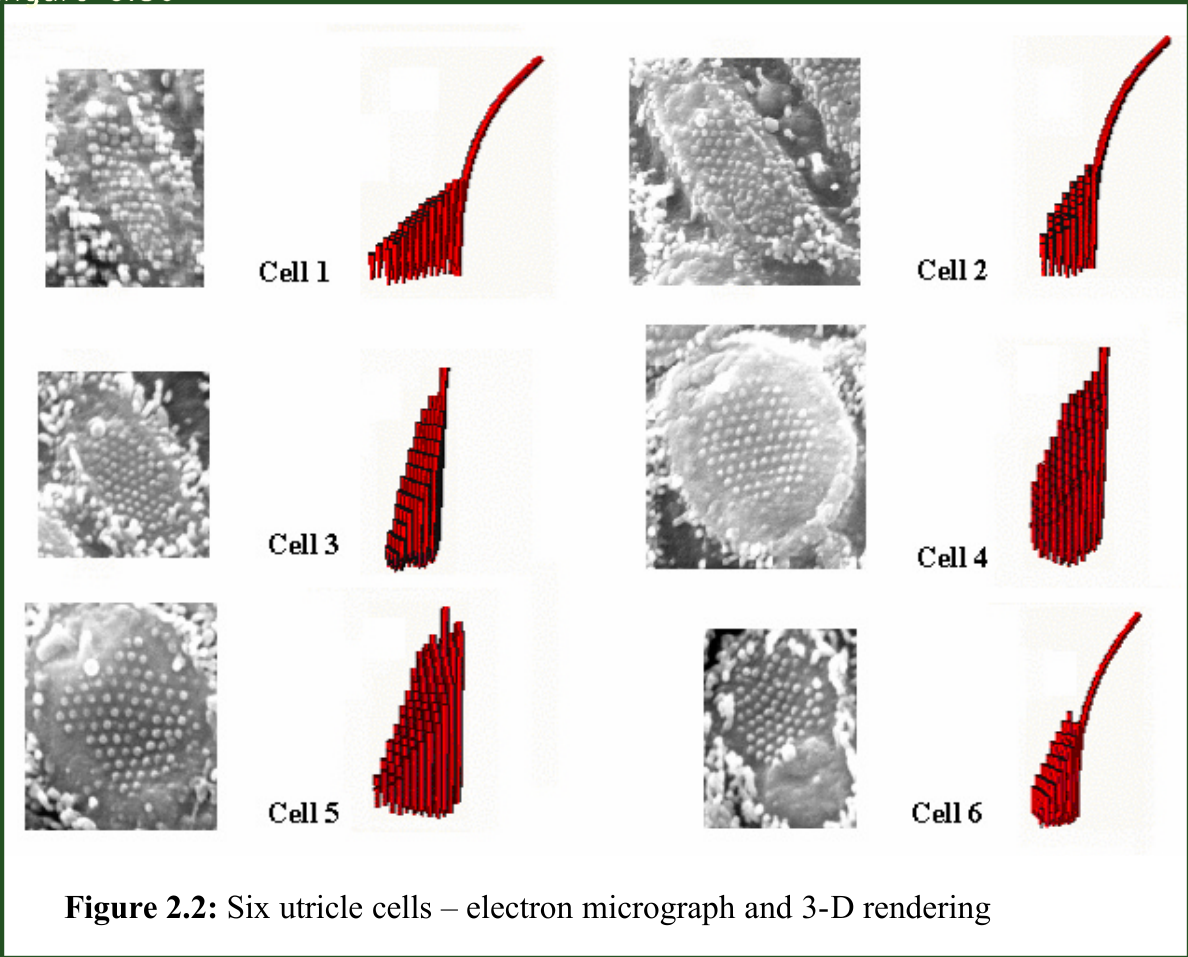 Cell 1
Cell 2
Cell 3
Cell 4
Cell 5
Cell 6
Figure 2.2: Six utricle cells – electron micrograph and 3-D rendering